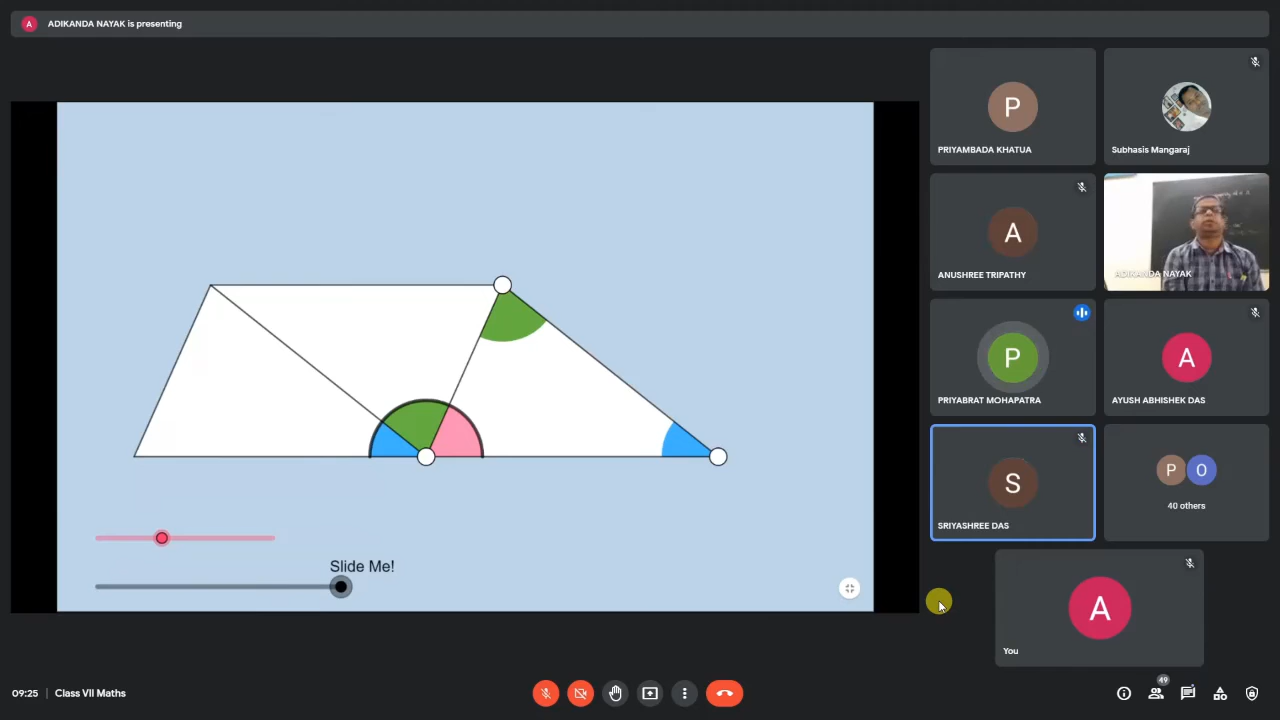 A ADIKANDA NAYAK is presenting
P
PRIYAMBADA KHATUA
Subhasis Mangaraj
A
ANUSHREE TRIPATHY
ADIKANDA NAYAK
P
PRIYABRAT MOHAPATRA
A
AYUSH ABHISHEK DAS
S
SRIYASHREE DAS
P O
40 others
A
You
Slide Me!
09:25 | Class VII Maths
49